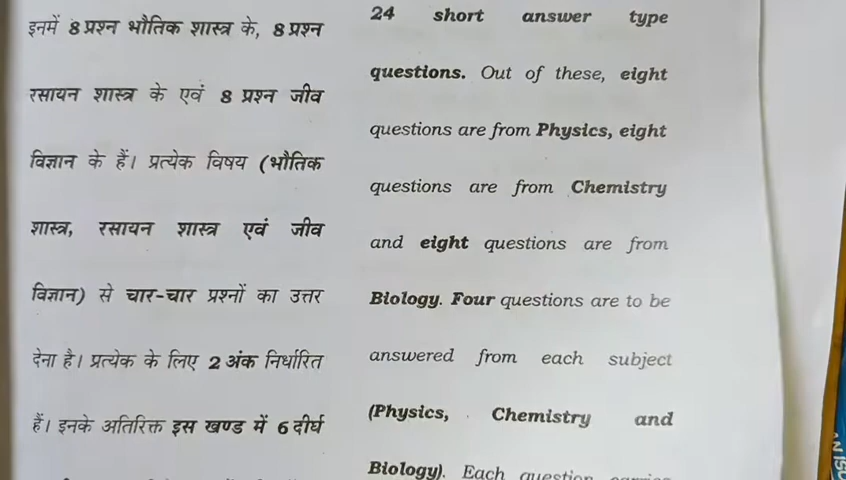 इनमें 8 प्रश्न भौतिक शास्त्र के, 8 प्रश्न
रसायन शास्त्र के एवं 8 प्रश्न जीव
विज्ञान के हैं। प्रत्येक विषय (भौतिक
शास्त्र, रसायन शास्त्र एवं जीव
विज्ञान) से चार-चार प्रश्नों का उत्तर
देना है। प्रत्येक के लिए 2 अंक निर्धारित
हैं। इनके अतिरिक्त इस खण्ड में 6 दीर्घ
24 short answer type
questions. Out of these, eight
questions are from Physics, eight
questions are from Chemistry
and eight questions are from
Biology. Four questions are to be
answered from each subject
(Physics, Chemistry and
Biology). Each question carries